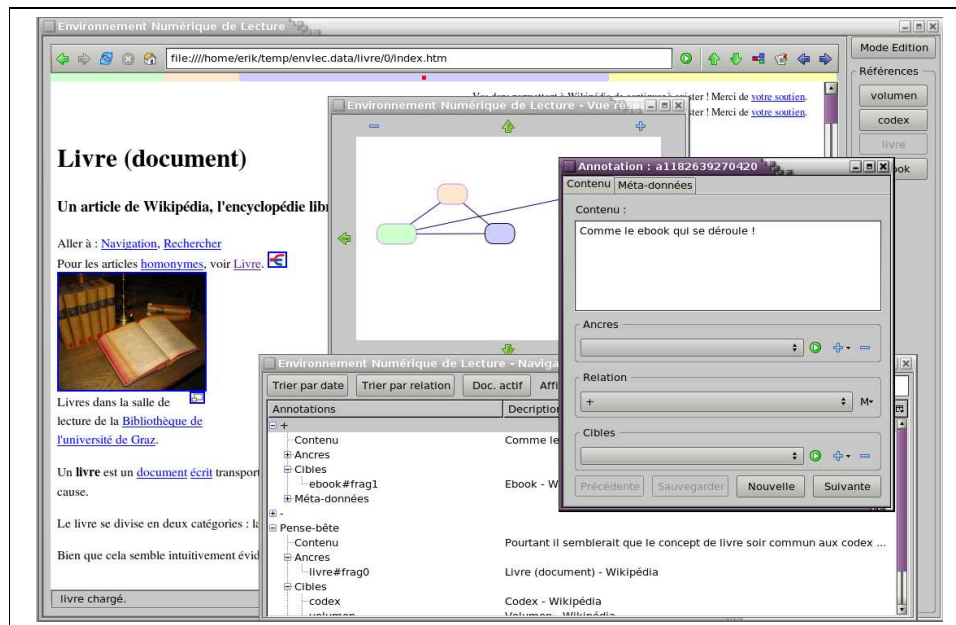 Environnement Numérique de Lecture
file:////home/erik/temp/envlec.data/livre/0/index.htm
Mode Edition
Références
volumen
codex
livre
ook
ster ! Merci de votre soutien.
ster ! Merci de votre soutien.
Environnement Numérique de Lecture - Vue
Livre (document)
Un article de Wikipédia, l'encyclopédie lib
Aller à : Navigation, Rechercher
Pour les articles homonymes, voir Livre.
Livres dans la salle de
lecture de la Bibliothèque de
l'université de Graz.
Un livre est un document écrit transport
cause.
Le livre se divise en deux catégories : la
Bien que cela semble intuitivement évid
livre chargé.
Annotation : a1182639270420
Contenu Méta-données
Contenu :
Comme le ebook qui se déroule !
Ancres
Relation
+
M
Cibles
Précédente Sauvegarder Nouvelle Suivante
Environnement Numérique de Lecture - Naviga
Trier par date Trier par relation Doc. actif Affi
Annotations Decription
+
Contenu Comme le
Ancres
Cibles
ebook#frag1 Ebook - W
Méta-données
-
Pense-bête
Contenu Pourtant il semblerait que le concept de livre soir commun aux codex ...
Ancres
livre#frag0 Livre (document) - Wikipédia
Cibles
codex Codex - Wikipédia
volumen Volumen - Wikipédia